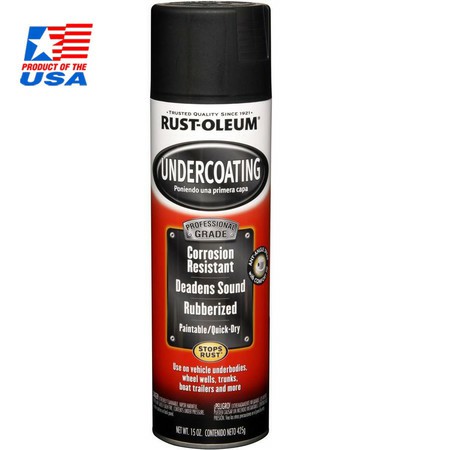 PRODUCT OF THE
USA
TRUSTED QUALITY SINCE 1921
RUST-OLEUM®
UNDERCOATING
Poniendo una primera capa
PROFESSIONAL
GRADE
Corrosion
Resistant
Deadens Sound
Rubberized
Paintable/Quick-Dry
STOPS
RUST®
Use on vehicle underbodies,
wheel wells, trunks,
boat trailers and more
NET WT. 15 OZ. CONTENIDO NETO 425g